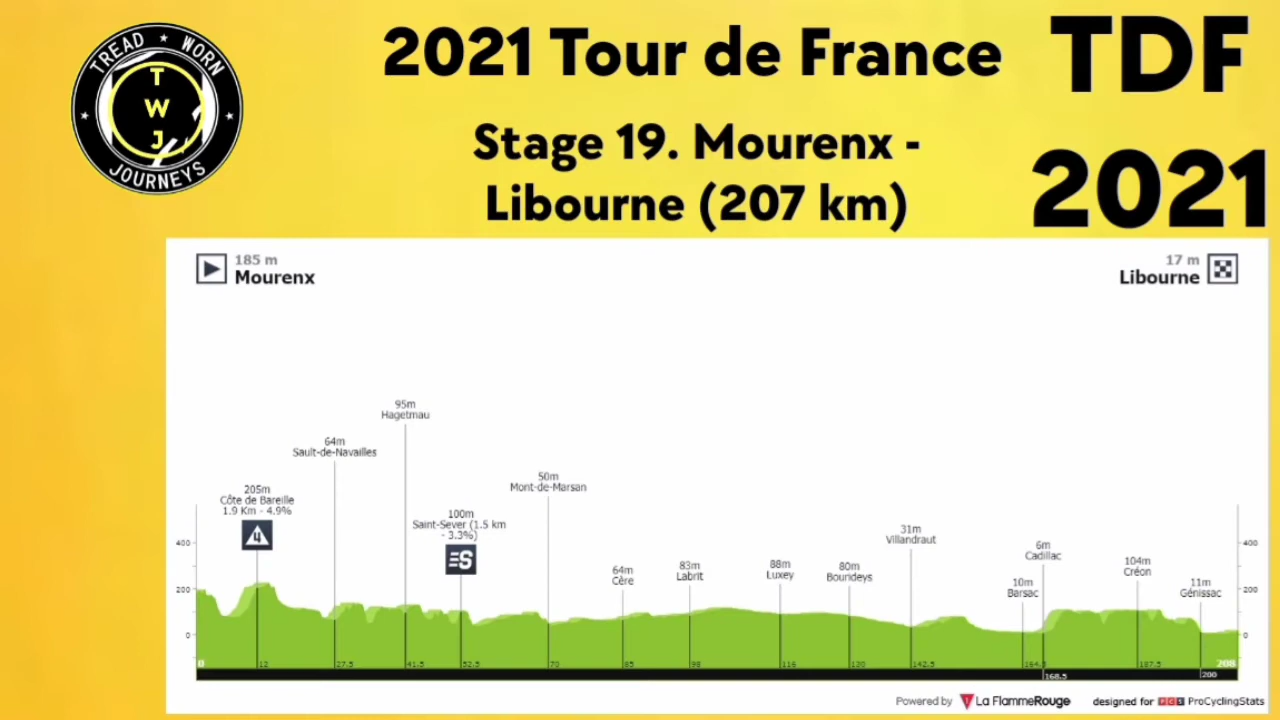 TREAD ★ WORN
T
W
J
JOURNEYS
2021 Tour de France
Stage 19. Mourenx -
Libourne (207 km)
TDF
2021
185 m
Mourenx
17 m
Libourne
95m
Hagetmau
64m
Sault-de-Navailles
205m
Côte de Bareille
1.9 Km - 4.9%
4
100m
Saint-Sever (1.5 km
- 3.3%)
S
50m
Mont-de-Marsan
64m
Cère
83m
Labrit
88m
Luxey
80m
Bourideys
31m
Villandraut
10m
Barsac
6m
Cadillac
104m
Créon
11m
Génissac
400
200
0
400
200
0
0
12
27.5
41.5
52.5
70
85
98
116
130
142.5
164.5
168.5
187.5
200
208
Powered by La FlammeRouge
designed for PCS ProCyclingStats